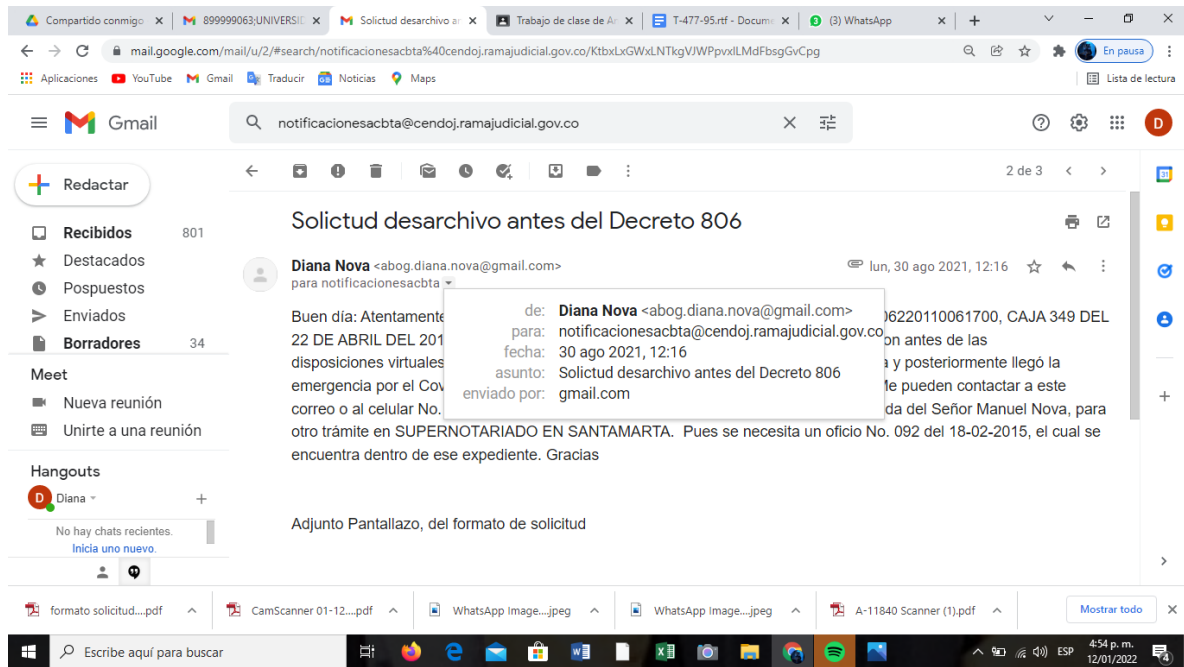 Compartido conmigo
899999063;UNIVERSID
Solictud desarchivo an
Trabajo de clase de Ar
T-477-95.rtf - Docume
(3) WhatsApp
mail.google.com/mail/u/2/#search/notificacionesacbta%40cendoj.ramajudicial.gov.co/KtbxLxGWxLNTkgVJWPpvxlLMdFbsgGvCpg
En pausa
Aplicaciones YouTube Gmail Traducir Noticias Maps Lista de lectura
Gmail
notificacionesacbta@cendoj.ramajudicial.gov.co
D
Redactar
2 de 3
31
Recibidos 801
Destacados
Pospuestos
Enviados
Borradores 34
Meet
Nueva reunión
Unirte a una reunión
Hangouts
D Diana
No hay chats recientes.
Inicia uno nuevo.
Solictud desarchivo antes del Decreto 806
Diana Nova <abog.diana.nova@gmail.com> lun, 30 ago 2021, 12:16
para notificacionesacbta
de: Diana Nova <abog.diana.nova@gmail.com>
para: notificacionesacbta@cendoj.ramajudicial.gov.co
fecha: 30 ago 2021, 12:16
asunto: Solictud desarchivo antes del Decreto 806
enviado por: gmail.com
Buen día: Atentamente 06220110061700, CAJA 349 DEL
22 DE ABRIL DEL 201 on antes de las
disposiciones virtuales a y posteriormente llegó la
emergencia por el Cov Me pueden contactar a este
correo o al celular No. da del Señor Manuel Nova, para
otro trámite en SUPERNOTARIADO EN SANTAMARTA. Pues se necesita un oficio No. 092 del 18-02-2015, el cual se
encuentra dentro de ese expediente. Gracias
Adjunto Pantallazo, del formato de solicitud
formato solicitud....pdf
CamScanner 01-12....pdf
WhatsApp Image....jpeg
WhatsApp Image....jpeg
A-11840 Scanner (1).pdf
Mostrar todo
Escribe aquí para buscar
ESP
4:54 p. m.
12/01/2022
4